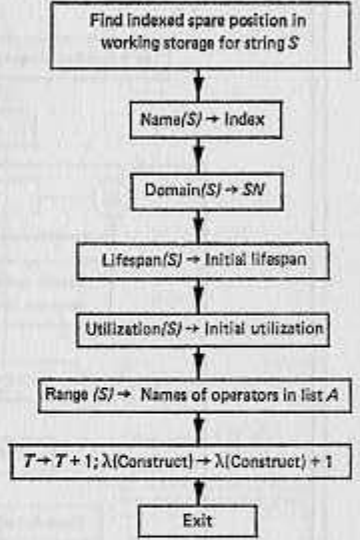 Find indexed spare position in
working storage for string S
Name(S) → Index
Domain(S) → SN
Lifespan(S) → Initial lifespan
Utilization(S) → Initial utilization
Range (S) → Names of operators in list A
T → T + 1; λ(Construct) → λ(Construct) + 1
Exit